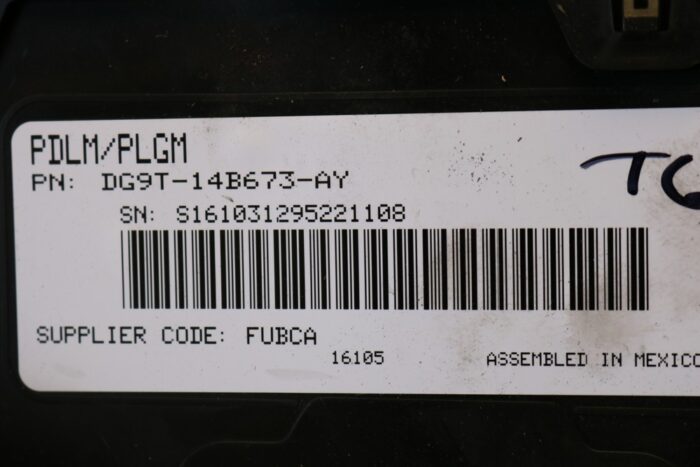 PDLM/PLGM
PN: DG9T-14B673-AY
SN: S161031295221108
SUPPLIER CODE: FUBCA
16105
ASSEMBLED IN MEXICO